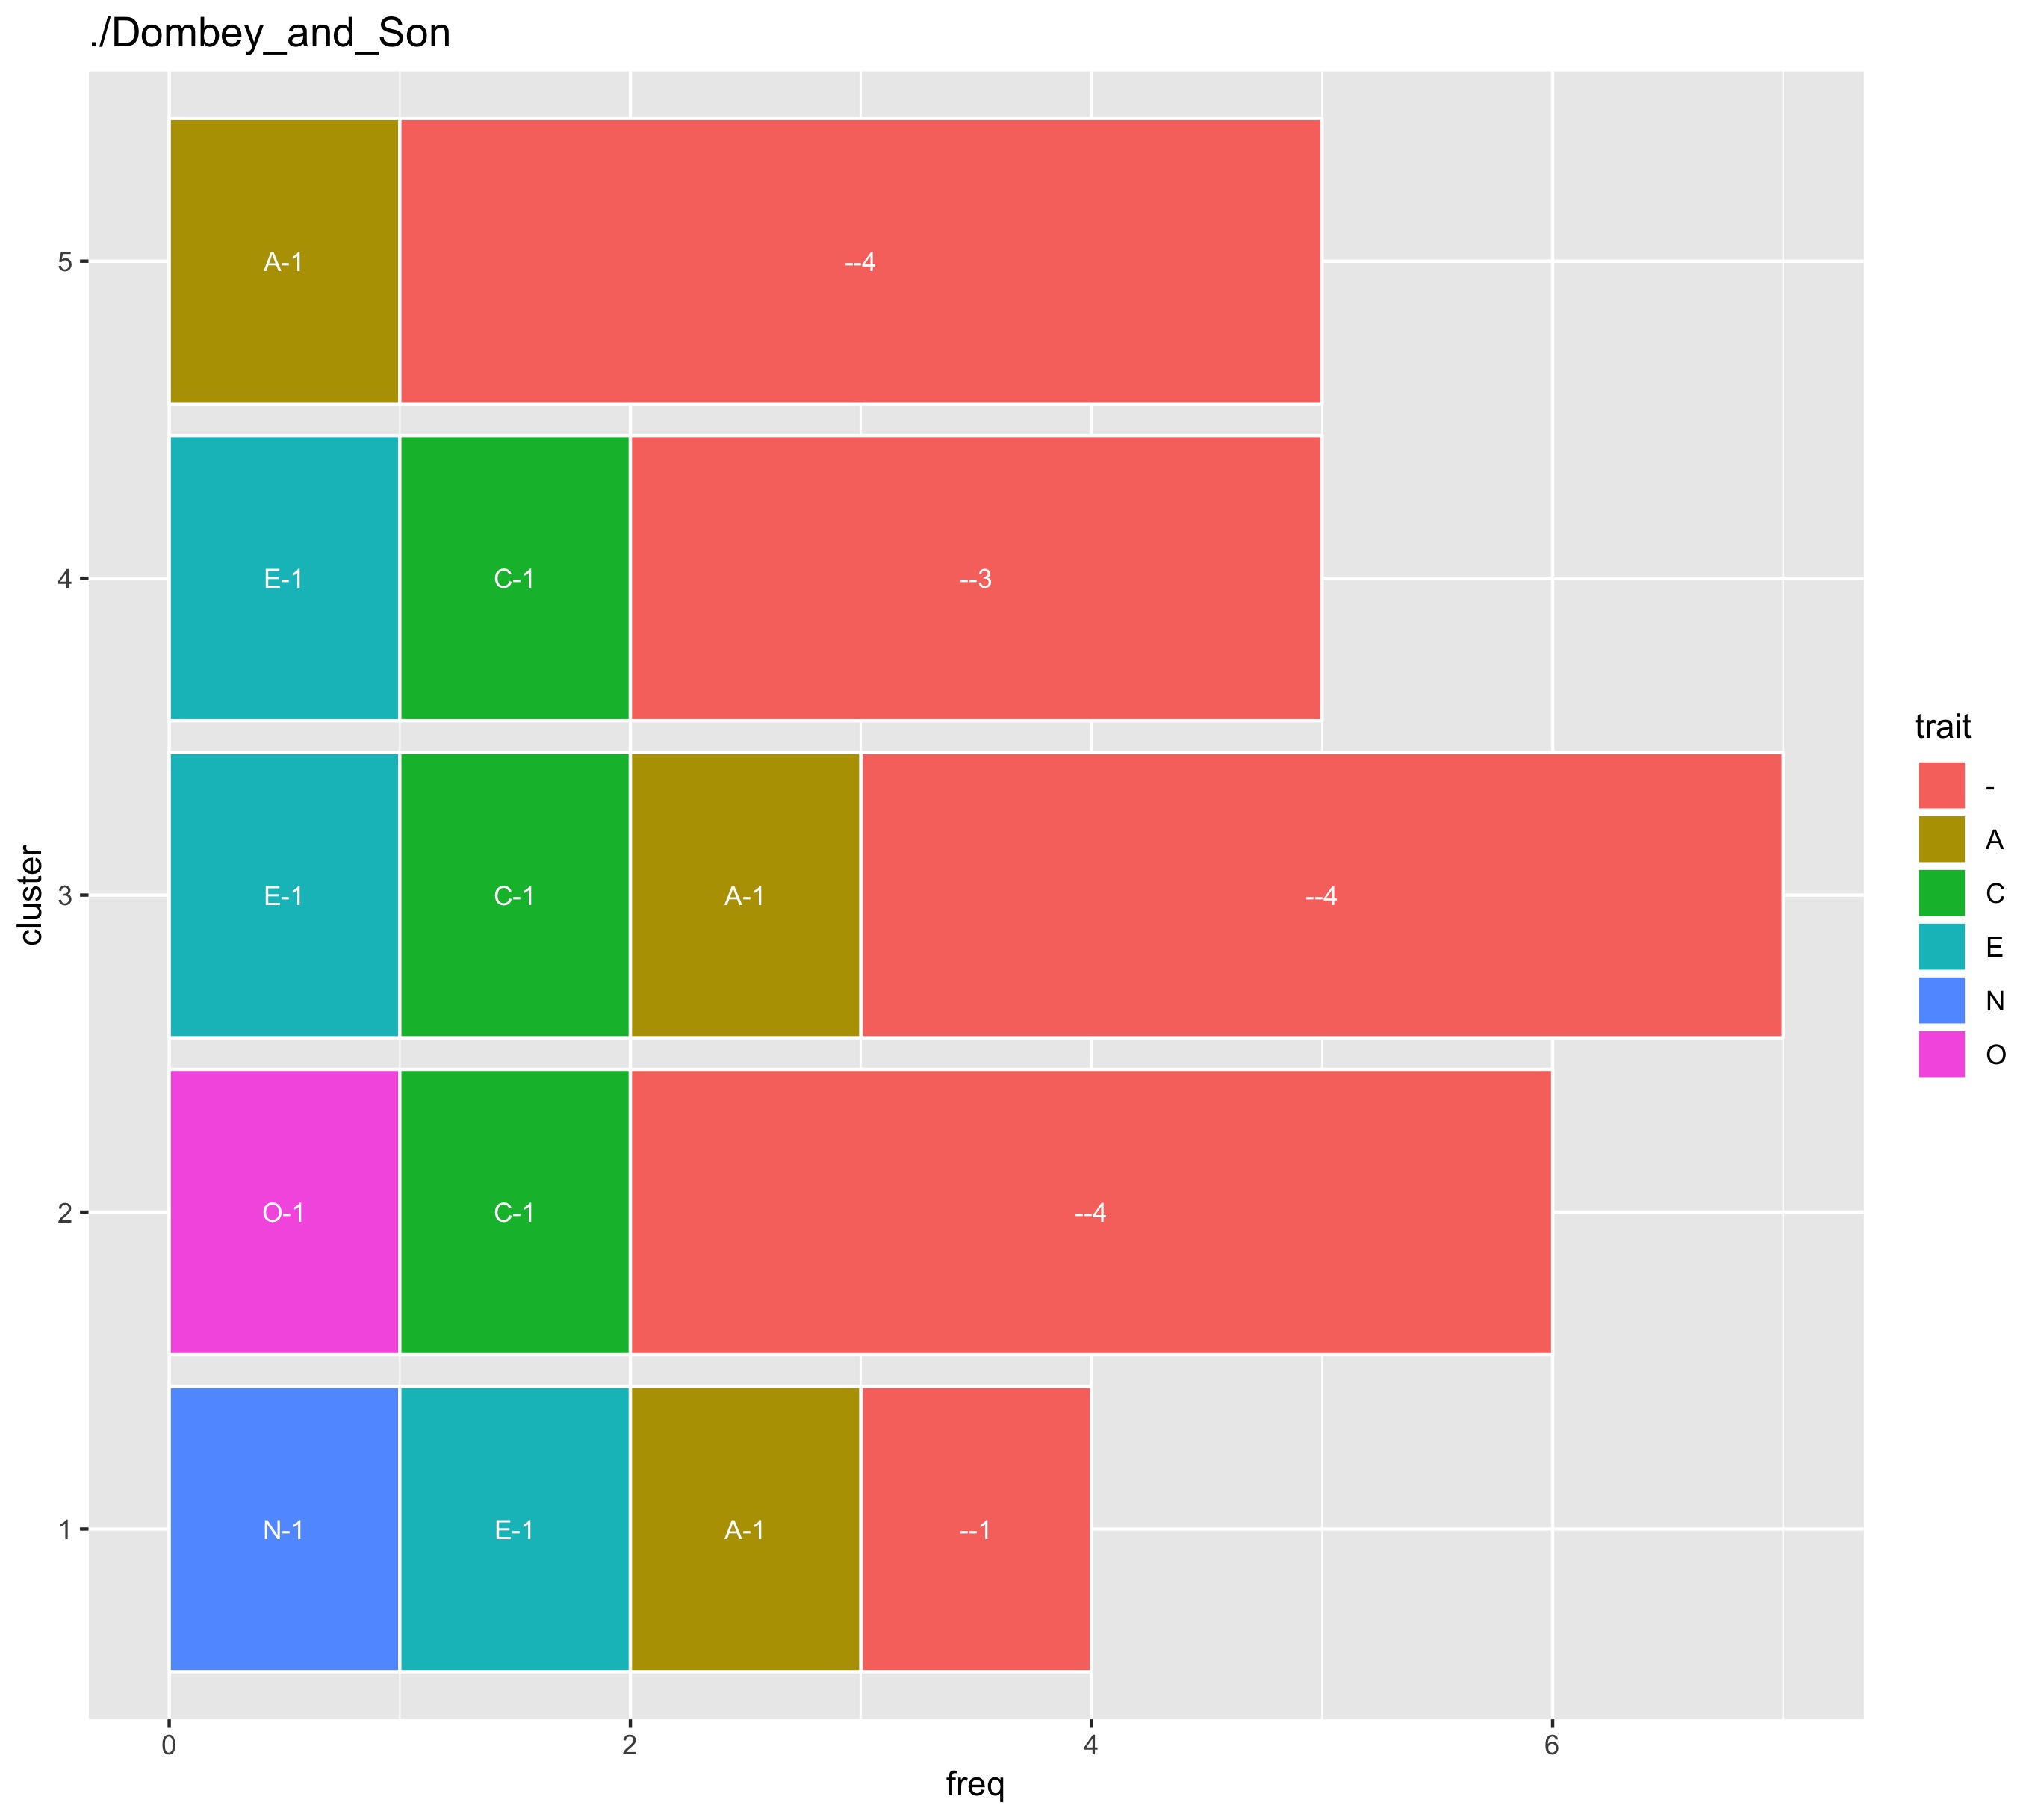 ./Dombey_and_Son
5
A-1
--4
4
E-1
C-1
--3
3
E-1
C-1
A-1
--4
2
O-1
C-1
--4
1
N-1
E-1
A-1
--1
0
2
4
6
freq
cluster
trait
-
A
C
E
N
O